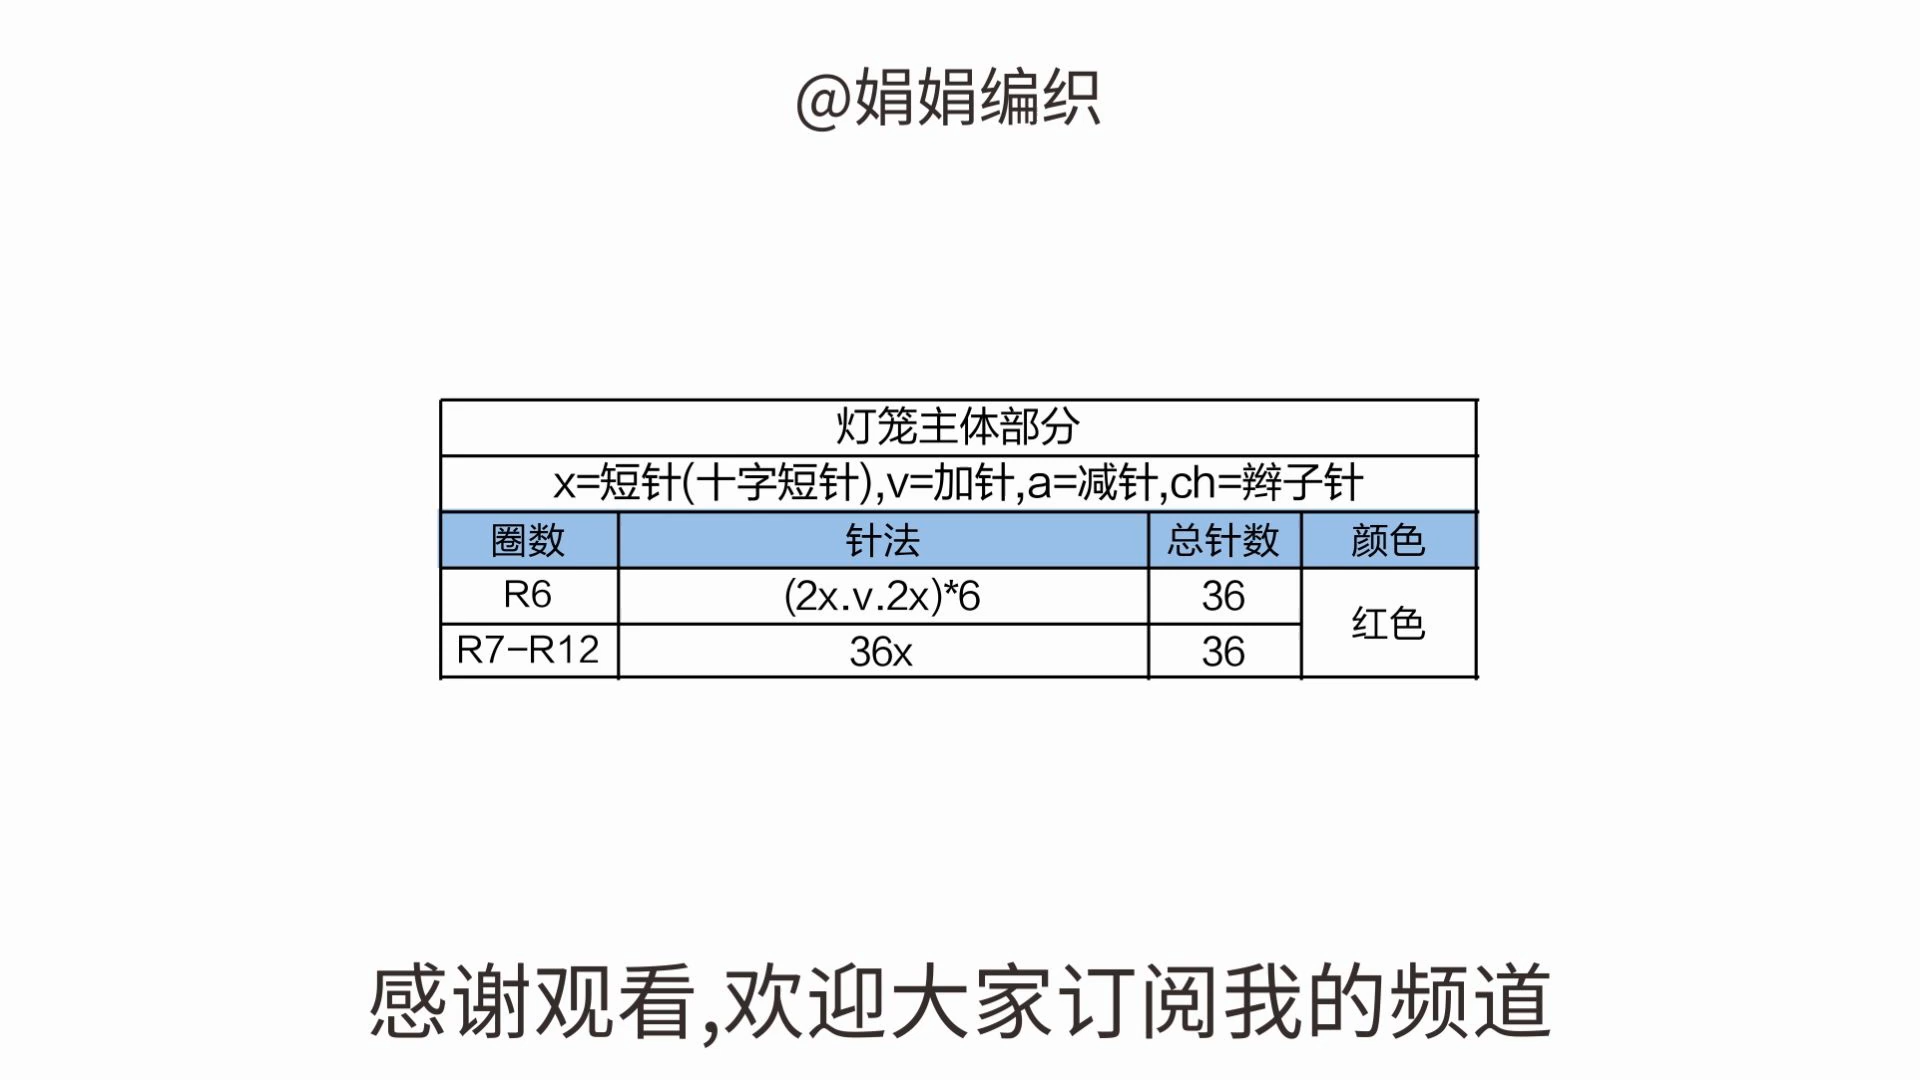 @娟娟编织
灯笼主体部分
x=短针(十字短针),v=加针,a=减针,ch=辫子针
圈数 针法 总针数 颜色
R6 (2x.v.2x)*6 36 红色
R7-R12 36x 36
感谢观看,欢迎大家订阅我的频道